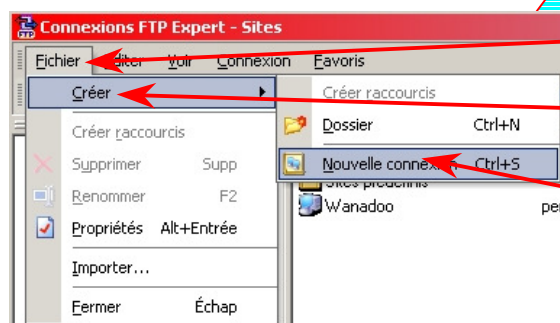 Connexions FTP Expert - Sites
Fichier Editer Voir Connexion Favoris
Créer
Créer raccourcis
Supprimer Supp
Renommer F2
Propriétés Alt+Entrée
Importer...
Fermer Échap
Créer raccourcis
Dossier Ctrl+N
Nouvelle connexion Ctrl+S
Sites prédéfinis
Wanadoo